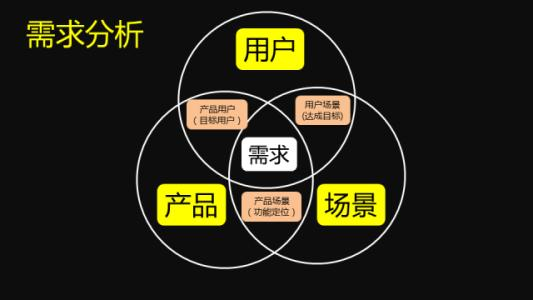 需求分析
用户
产品用户
（目标用户）
用户场景
(达成目标)
需求
产品
产品场景
（功能定位）
场景